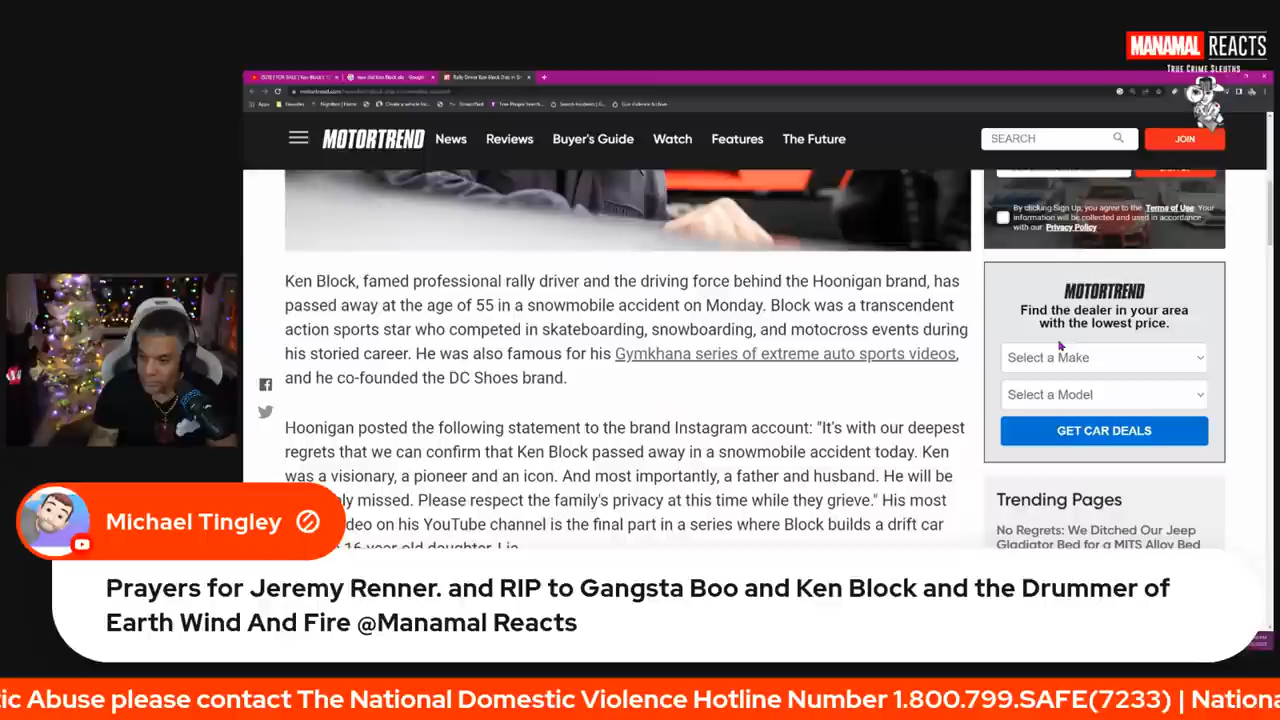 MANAMAL REACTS
TRUE CRIME SLEUTHS
MOTORTREND
News
Reviews
Buyer's Guide
Watch
Features
The Future
SEARCH
JOIN
By clicking Sign Up, you agree to the Terms of Use. Your
information will be collected and used in accordance
with our Privacy Policy.
Ken Block, famed professional rally driver and the driving force behind the Hoonigan brand, has
passed away at the age of 55 in a snowmobile accident on Monday. Block was a transcendent
action sports star who competed in skateboarding, snowboarding, and motocross events during
his storied career. He was also famous for his Gymkhana series of extreme auto sports videos,
and he co-founded the DC Shoes brand.
Hoonigan posted the following statement to the brand Instagram account: "It's with our deepest
regrets that we can confirm that Ken Block passed away in a snowmobile accident today. Ken
was a visionary, a pioneer and an icon. And most importantly, a father and husband. He will be
missed. Please respect the family's privacy at this time while they grieve." His most
on his YouTube channel is the final part in a series where Block builds a drift car
MOTORTREND
Find the dealer in your area
with the lowest price.
Select a Make
Select a Model
GET CAR DEALS
Trending Pages
No Regrets: We Ditched Our Jeep
Gladiator Bed for a MITS Alloy Bed
Michael Tingley
Prayers for Jeremy Renner. and RIP to Gangsta Boo and Ken Block and the Drummer of
Earth Wind And Fire @Manamal Reacts
tic Abuse please contact The National Domestic Violence Hotline Number 1.800.799.SAFE(7233) | Nationa